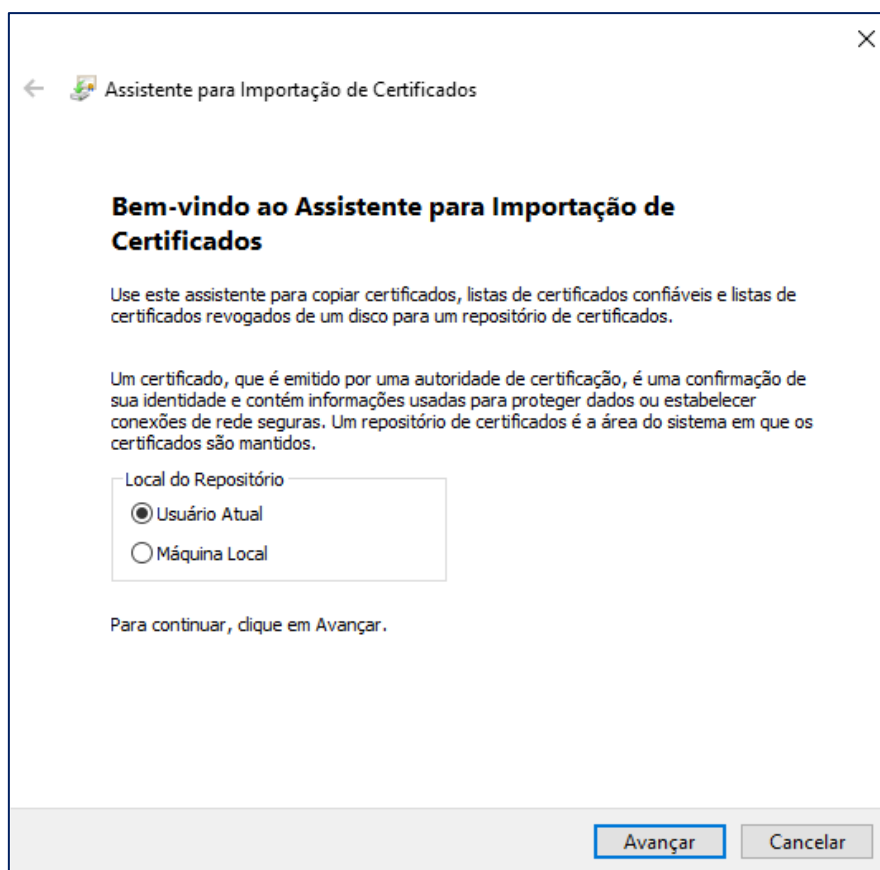 Assistente para Importação de Certificados
Bem-vindo ao Assistente para Importação de
Certificados
Use este assistente para copiar certificados, listas de certificados confiáveis e listas de
certificados revogados de um disco para um repositório de certificados.
Um certificado, que é emitido por uma autoridade de certificação, é uma confirmação de
sua identidade e contém informações usadas para proteger dados ou estabelecer
conexões de rede seguras. Um repositório de certificados é a área do sistema em que os
certificados são mantidos.
Local do Repositório
Usuário Atual
Máquina Local
Para continuar, clique em Avançar.
Avançar
Cancelar